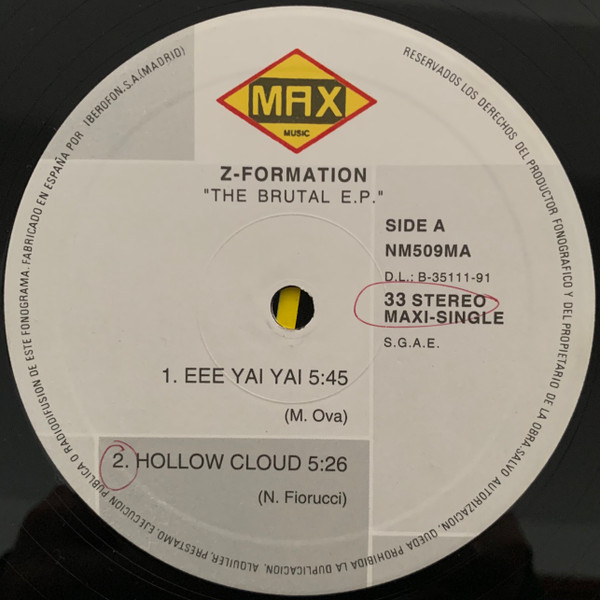 MAX
MUSIC
Z-FORMATION
"THE BRUTAL E.P."
SIDE A
NM509MA
D.L.: B-35111-91
33 STEREO
MAXI-SINGLE
S.G.A.E.
1. EEE YAI YAI 5:45
(M. Ova)
2. HOLLOW CLOUD 5:26
(N. Fiorucci)
RESERVADOS LOS DERECHOS DEL PRODUCTOR FONOGRAFICO Y DEL PROPIETARIO DE LA OBRA. SALVO AUTORIZACION, QUEDA PROHIBIDA LA DUPLICACION, ALQUILER, PRESTAMO, EJECUCION PUBLICA O RADIODIFUSION DE ESTE FONOGRAMA. FABRICADO EN ESPAÑA POR IBEROFON, S.A. (MADRID)